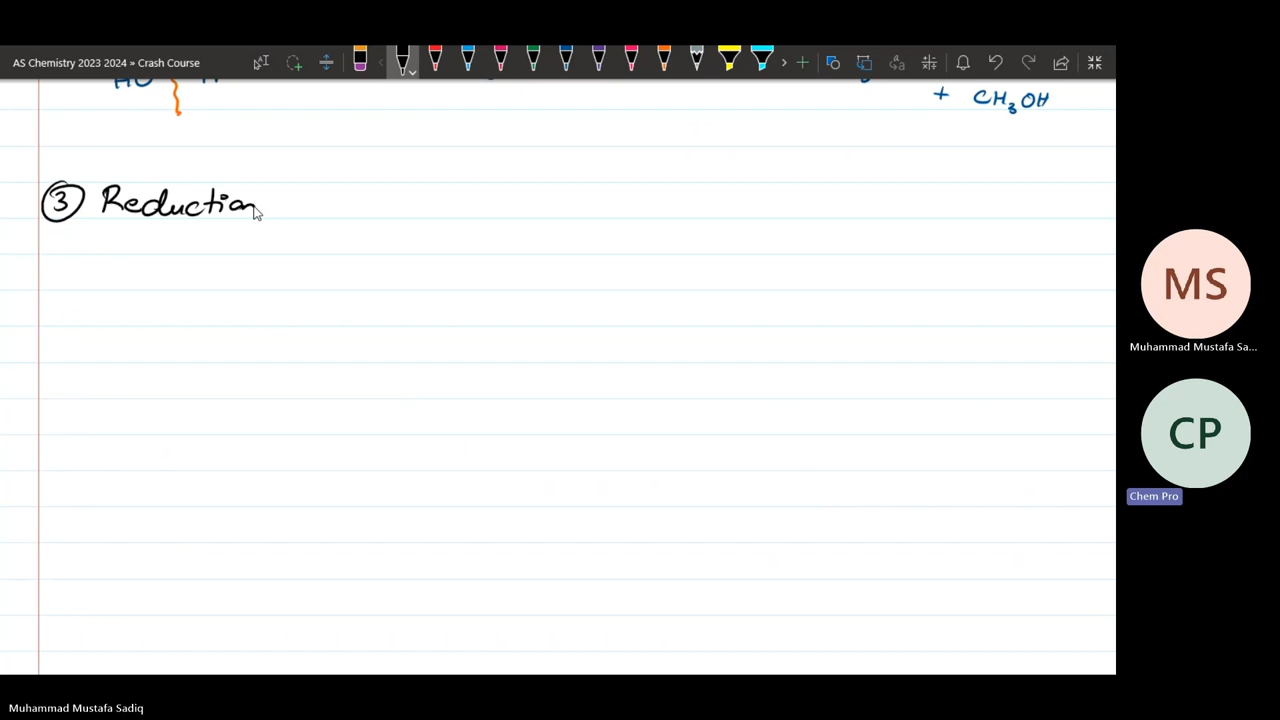 AS Chemistry 2023 2024 » Crash Course
+ CH₃OH
③ Reduction
MS
Muhammad Mustafa Sa...
CP
Chem Pro
Muhammad Mustafa Sadiq